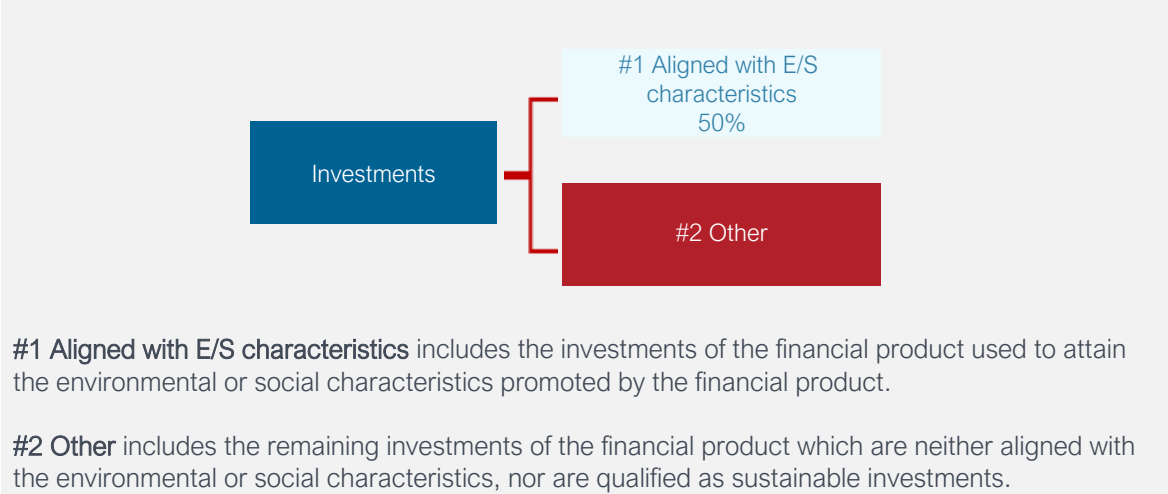 #1 Aligned with E/S
characteristics
50%
Investments
#2 Other
#1 Aligned with E/S characteristics includes the investments of the financial product used to attain
the environmental or social characteristics promoted by the financial product.
#2 Other includes the remaining investments of the financial product which are neither aligned with
the environmental or social characteristics, nor are qualified as sustainable investments.